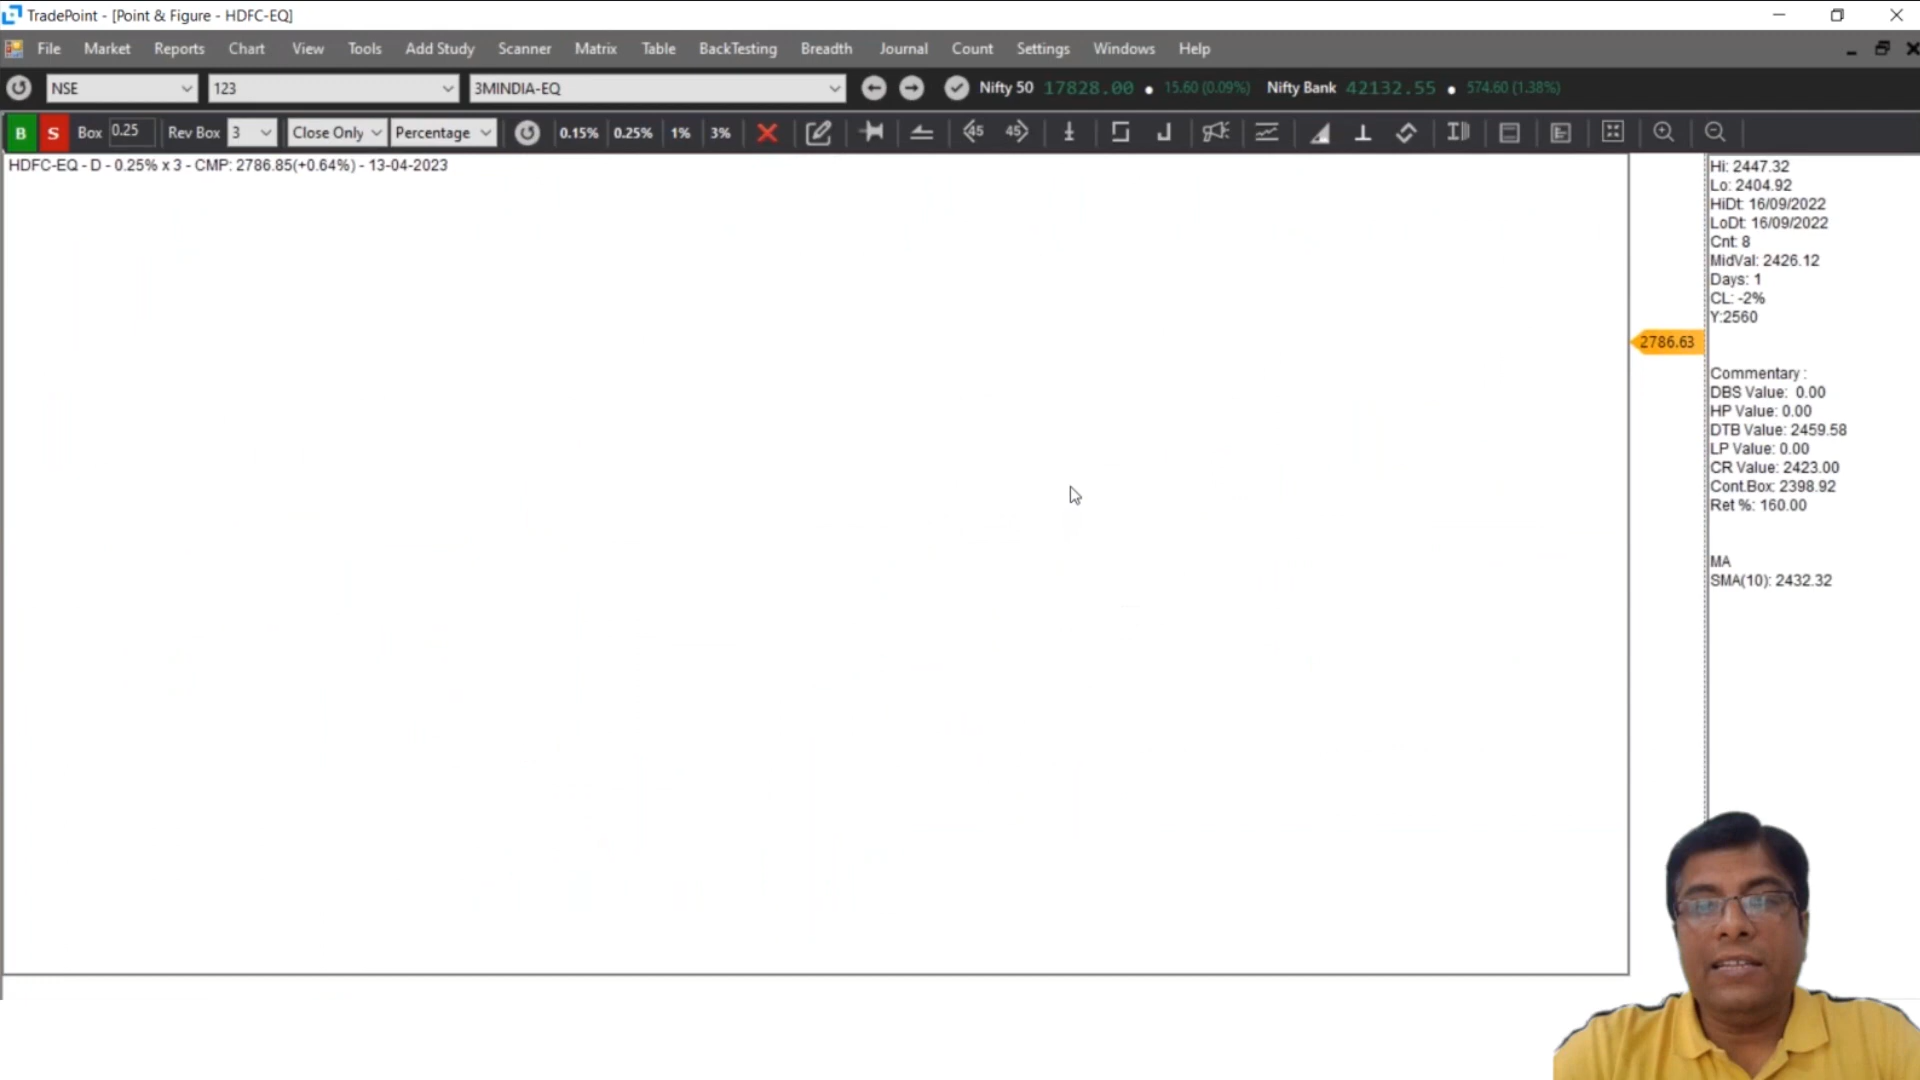 TradePoint - [Point & Figure - HDFC-EQ]
File Market Reports Chart View Tools Add Study Scanner Matrix Table BackTesting Breadth Journal Count Settings Windows Help
NSE 123 3MINDIA-EQ Nifty 50 17828.00 • 15.60 (0.09%) Nifty Bank 42132.55 • 574.60 (1.38%)
B S Box 0.25 Rev Box 3 Close Only Percentage 0.15% 0.25% 1% 3% 45 45
HDFC-EQ - D - 0.25% x 3 - CMP: 2786.85(+0.64%) - 13-04-2023
2786.63
Hi: 2447.32
Lo: 2404.92
HiDt: 16/09/2022
LoDt: 16/09/2022
Cnt: 8
MidVal: 2426.12
Days: 1
CL: -2%
Y:2560
Commentary :
DBS Value: 0.00
HP Value: 0.00
DTB Value: 2459.58
LP Value: 0.00
CR Value: 2423.00
Cont.Box: 2398.92
Ret %: 160.00
MA
SMA(10): 2432.32